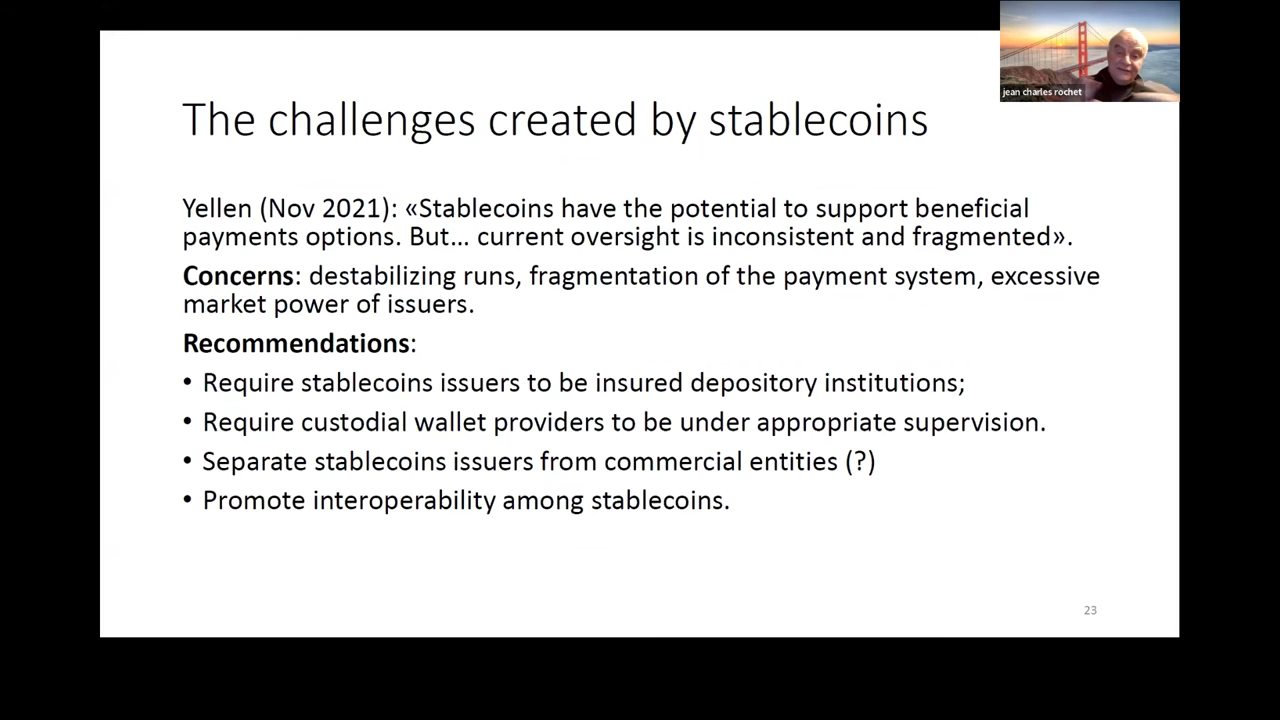 jean charles rochet
The challenges created by stablecoins
Yellen (Nov 2021): «Stablecoins have the potential to support beneficial
payments options. But… current oversight is inconsistent and fragmented».
Concerns: destabilizing runs, fragmentation of the payment system, excessive
market power of issuers.
Recommendations:
• Require stablecoins issuers to be insured depository institutions;
• Require custodial wallet providers to be under appropriate supervision.
• Separate stablecoins issuers from commercial entities (?)
• Promote interoperability among stablecoins.
23